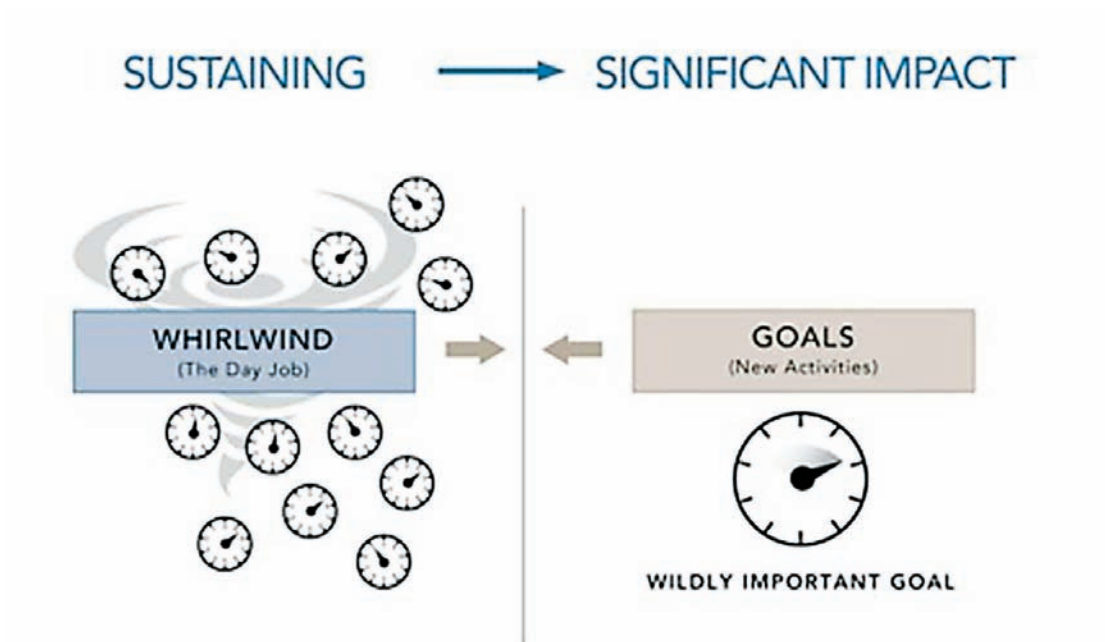 SUSTAINING
SIGNIFICANT IMPACT
WHIRLWIND
(The Day Job)
GOALS
(New Activities)
WILDLY IMPORTANT GOAL